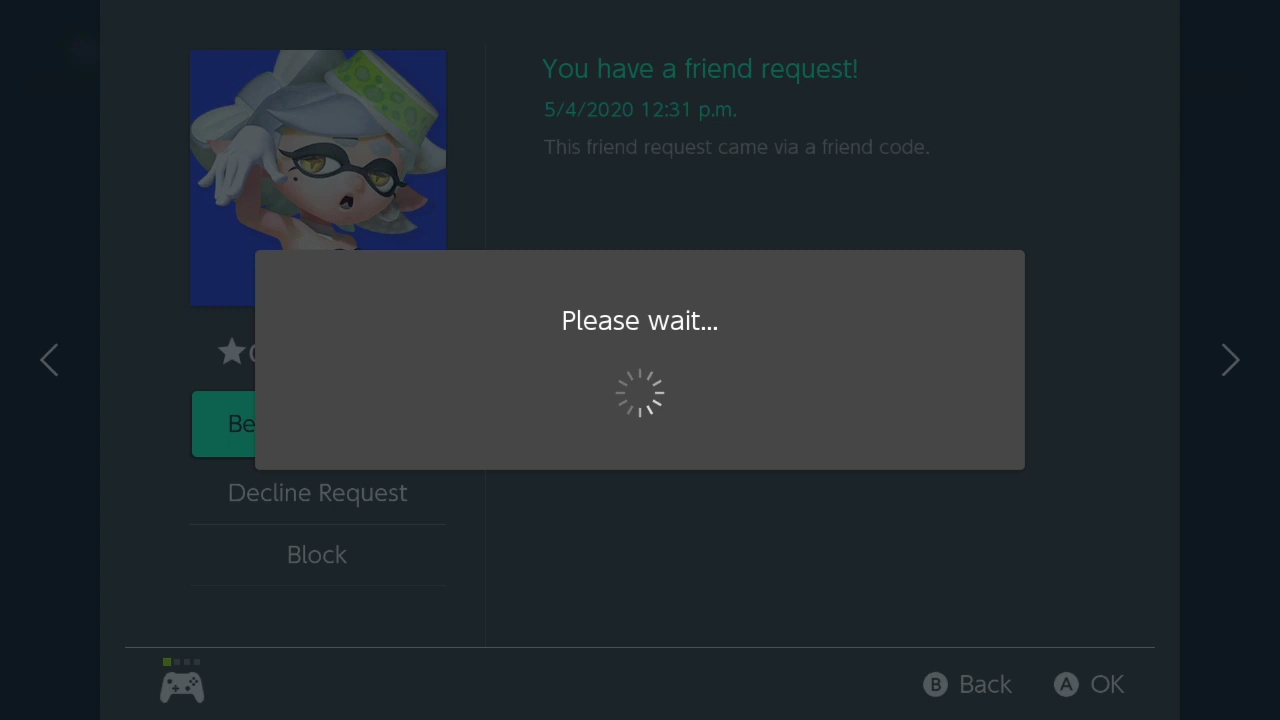 You have a friend request!
5/4/2020 12:31 p.m.
This friend request came via a friend code.
Please wait...
Be
Decline Request
Block
B Back
A OK